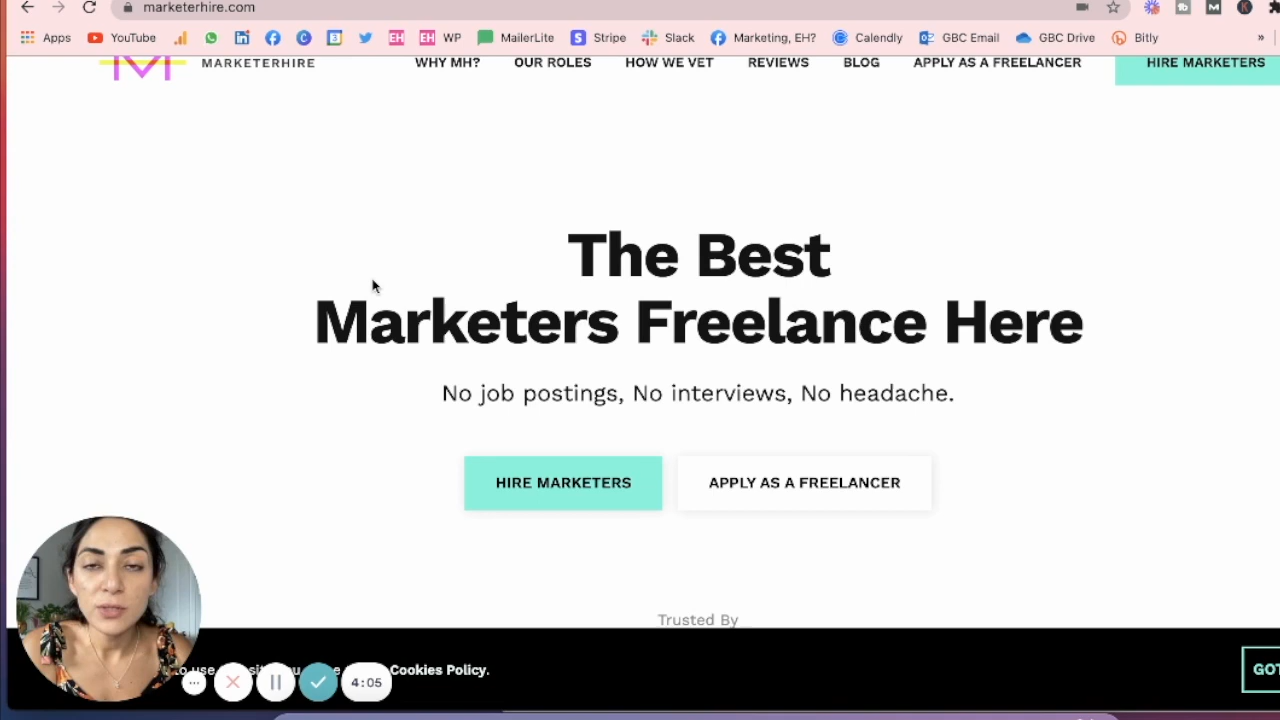 marketerhire.com
Apps YouTube WP MailerLite Stripe Slack Marketing, EH? Calendly GBC Email GBC Drive Bitly »
MARKETERHIRE WHY MH? OUR ROLES HOW WE VET REVIEWS BLOG APPLY AS A FREELANCER HIRE MARKETERS
The Best
Marketers Freelance Here
No job postings, No interviews, No headache.
HIRE MARKETERS APPLY AS A FREELANCER
Trusted By
to use Cookies Policy.
4:05